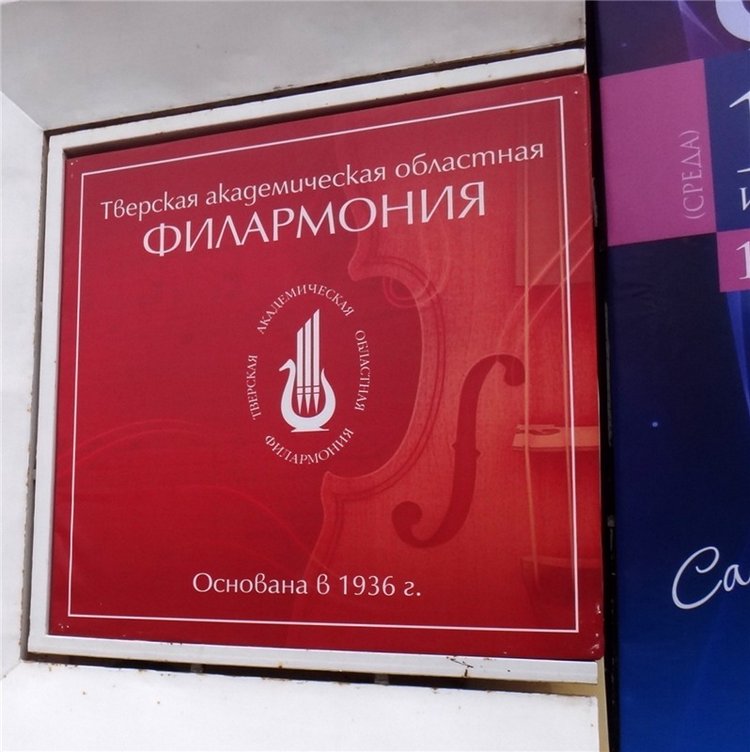 Тверская академическая областная
ФИЛАРМОНИЯ
ТВЕРСКАЯ АКАДЕМИЧЕСКАЯ ОБЛАСТНАЯ
ФИЛАРМОНИЯ
Основана в 1936 г.
(СРЕДА)